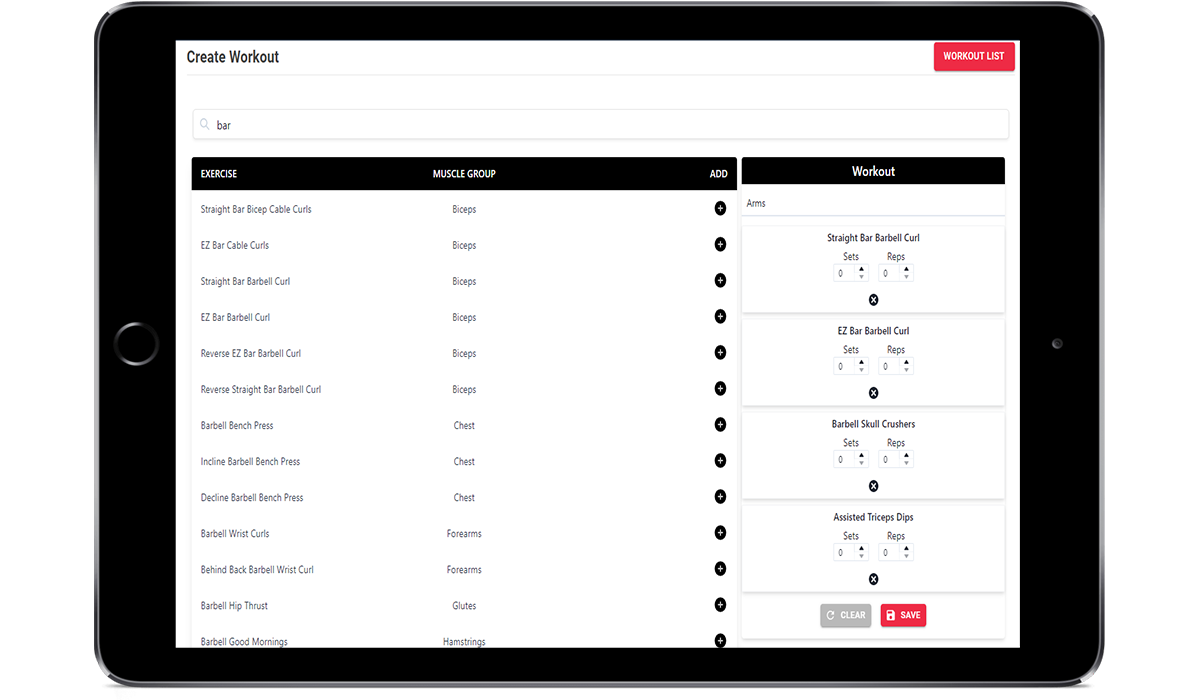 Create Workout
WORKOUT LIST
bar
EXERCISE MUSCLE GROUP ADD
Straight Bar Bicep Cable Curls Biceps
EZ Bar Cable Curls Biceps
Straight Bar Barbell Curl Biceps
EZ Bar Barbell Curl Biceps
Reverse EZ Bar Barbell Curl Biceps
Reverse Straight Bar Barbell Curl Biceps
Barbell Bench Press Chest
Incline Barbell Bench Press Chest
Decline Barbell Bench Press Chest
Barbell Wrist Curls Forearms
Behind Back Barbell Wrist Curl Forearms
Barbell Hip Thrust Glutes
Barbell Good Mornings Hamstrings
Workout
Arms
Straight Bar Barbell Curl
Sets Reps
0 0
EZ Bar Barbell Curl
Sets Reps
0 0
Barbell Skull Crushers
Sets Reps
0 0
Assisted Triceps Dips
Sets Reps
0 0
CLEAR SAVE